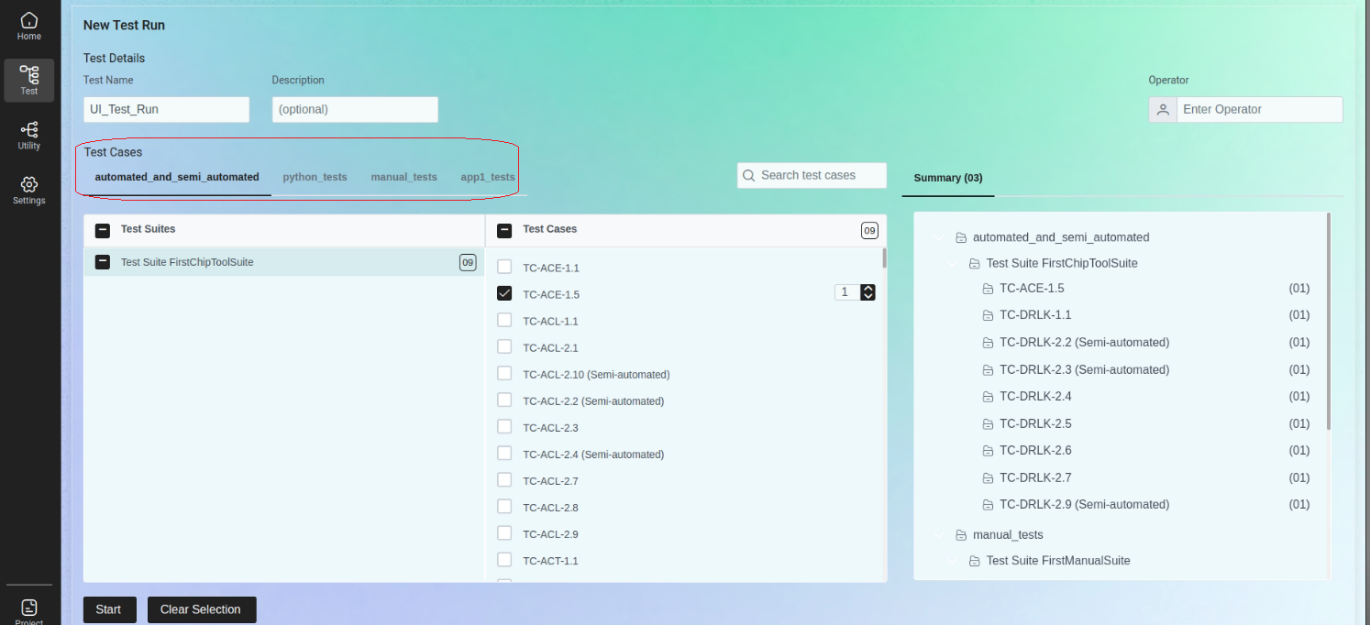 Home
Test
Utility
Settings
Project
New Test Run
Test Details
Test Name
Description
Operator
UI_Test_Run
(optional)
Enter Operator
Test Cases
automated_and_semi_automated python_tests manual_tests app1_tests
Search test cases
Summary (03)
Test Suites
Test Suite FirstChipToolSuite 09
Test Cases 09
TC-ACE-1.1
TC-ACE-1.5 1
TC-ACL-1.1
TC-ACL-2.1
TC-ACL-2.10 (Semi-automated)
TC-ACL-2.2 (Semi-automated)
TC-ACL-2.3
TC-ACL-2.4 (Semi-automated)
TC-ACL-2.7
TC-ACL-2.8
TC-ACL-2.9
TC-ACT-1.1
automated_and_semi_automated
Test Suite FirstChipToolSuite
TC-ACE-1.5 (01)
TC-DRLK-1.1 (01)
TC-DRLK-2.2 (Semi-automated) (01)
TC-DRLK-2.3 (Semi-automated) (01)
TC-DRLK-2.4 (01)
TC-DRLK-2.5 (01)
TC-DRLK-2.6 (01)
TC-DRLK-2.7 (01)
TC-DRLK-2.9 (Semi-automated) (01)
manual_tests
Test Suite FirstManualSuite
Start
Clear Selection